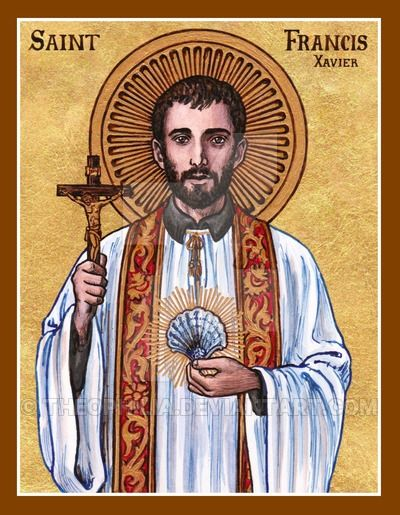 SAINT FRANCIS
XAVIER
© THEOPHILIA.DEVIANTART.COM